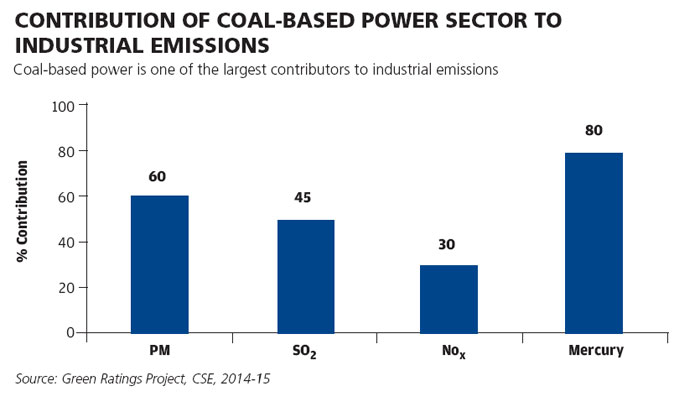 CONTRIBUTION OF COAL-BASED POWER SECTOR TO
INDUSTRIAL EMISSIONS
Coal-based power is one of the largest contributors to industrial emissions
% Contribution
100
80
60
40
20
0
60
45
30
80
PM
SO₂
Noₓ
Mercury
Source: Green Ratings Project, CSE, 2014-15